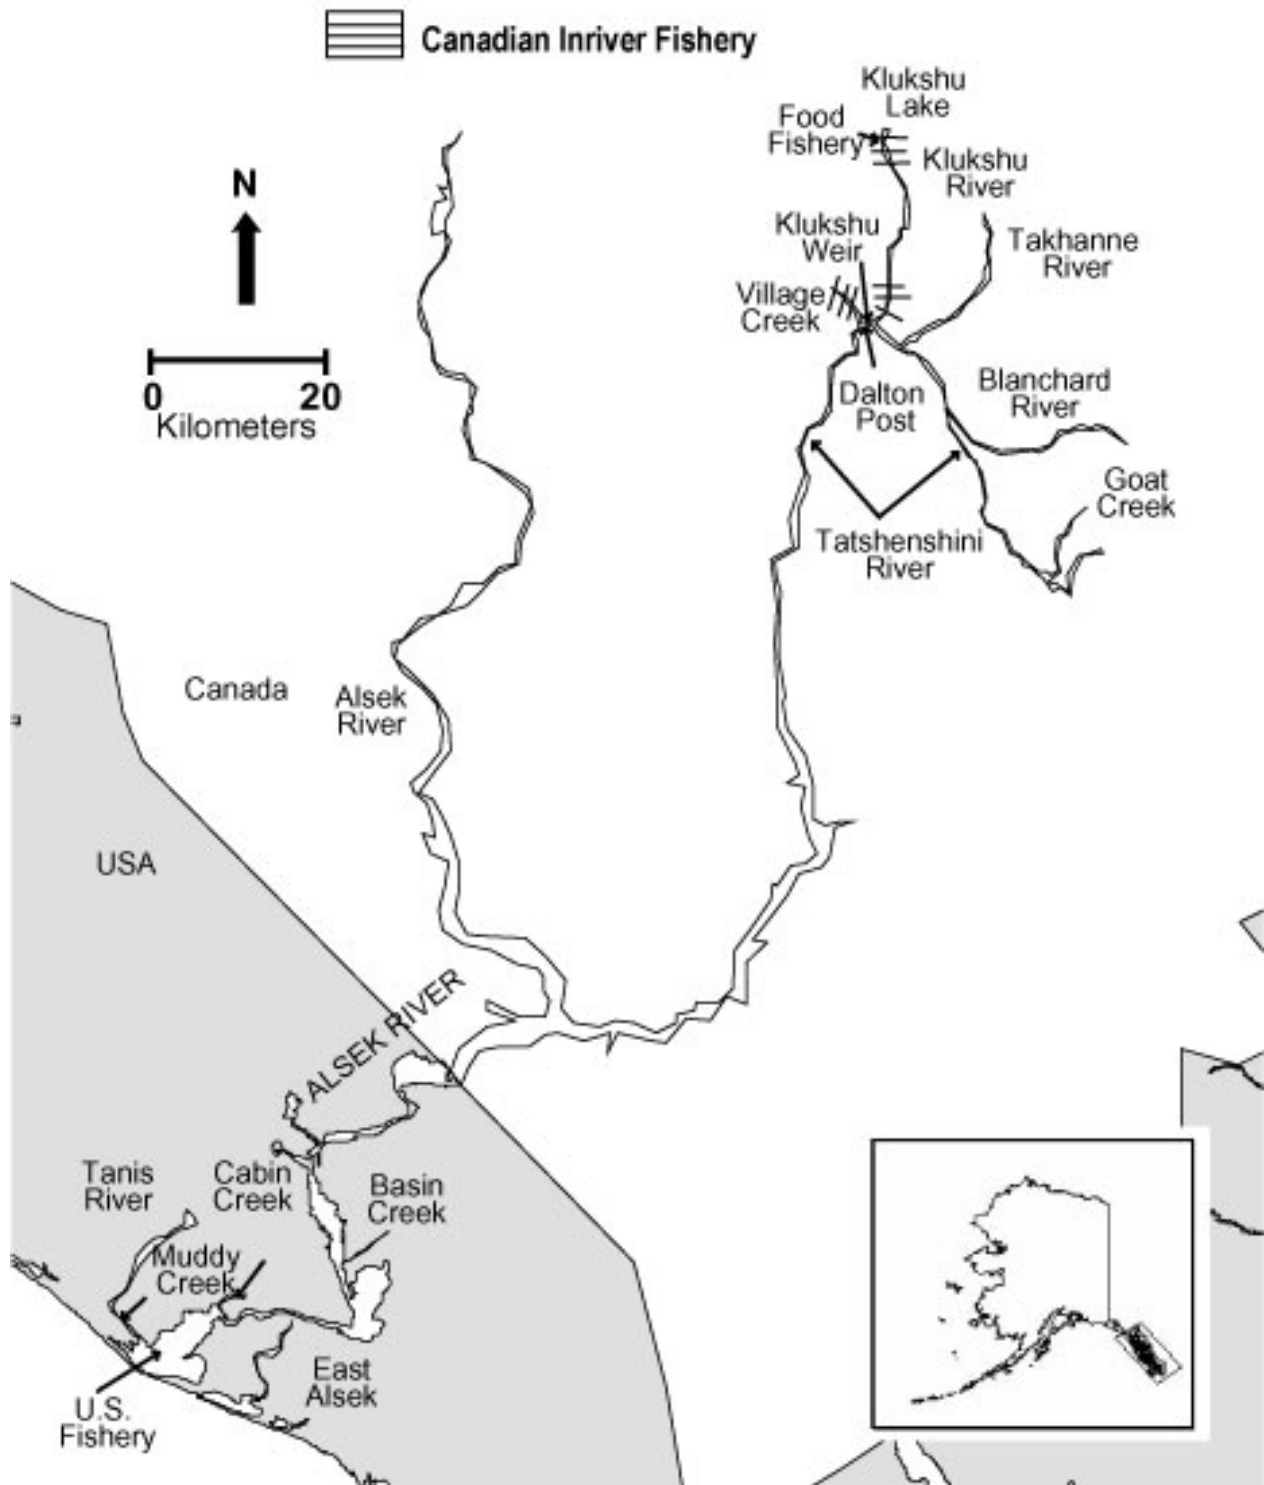 Canadian Inriver Fishery
Klukshu
Lake
Food
Fishery
Klukshu
River
N
Klukshu
Weir
Takhanne
River
Village
Creek
0 20
Kilometers
Dalton
Post
Blanchard
River
Goat
Creek
Tatshenshini
River
Canada
Alsek
River
USA
ALSEK RIVER
Tanis
River
Cabin
Creek
Basin
Creek
Muddy
Creek
East
Alsek
U.S.
Fishery